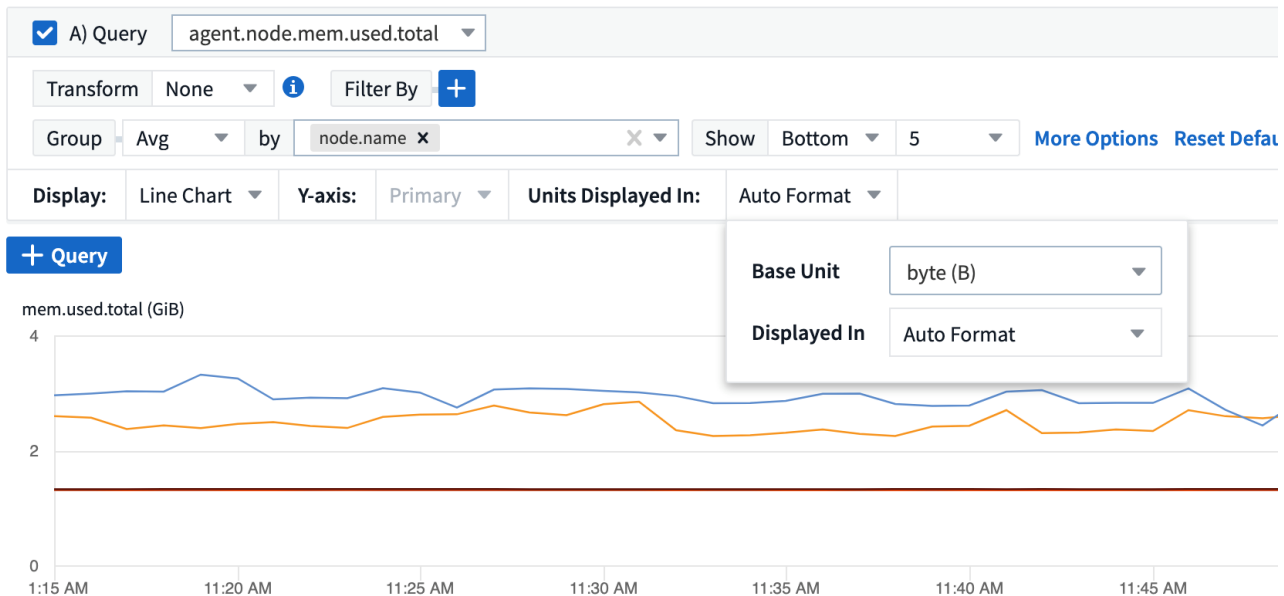 A) Query agent.node.mem.used.total
Transform None i Filter By +
Group Avg by node.name × × Show Bottom 5 More Options Reset Defau
Display: Line Chart Y-axis: Primary Units Displayed In: Auto Format
+ Query
Base Unit byte (B)
Displayed In Auto Format
mem.used.total (GiB)
4
2
0
1:15 AM 11:20 AM 11:25 AM 11:30 AM 11:35 AM 11:40 AM 11:45 AM